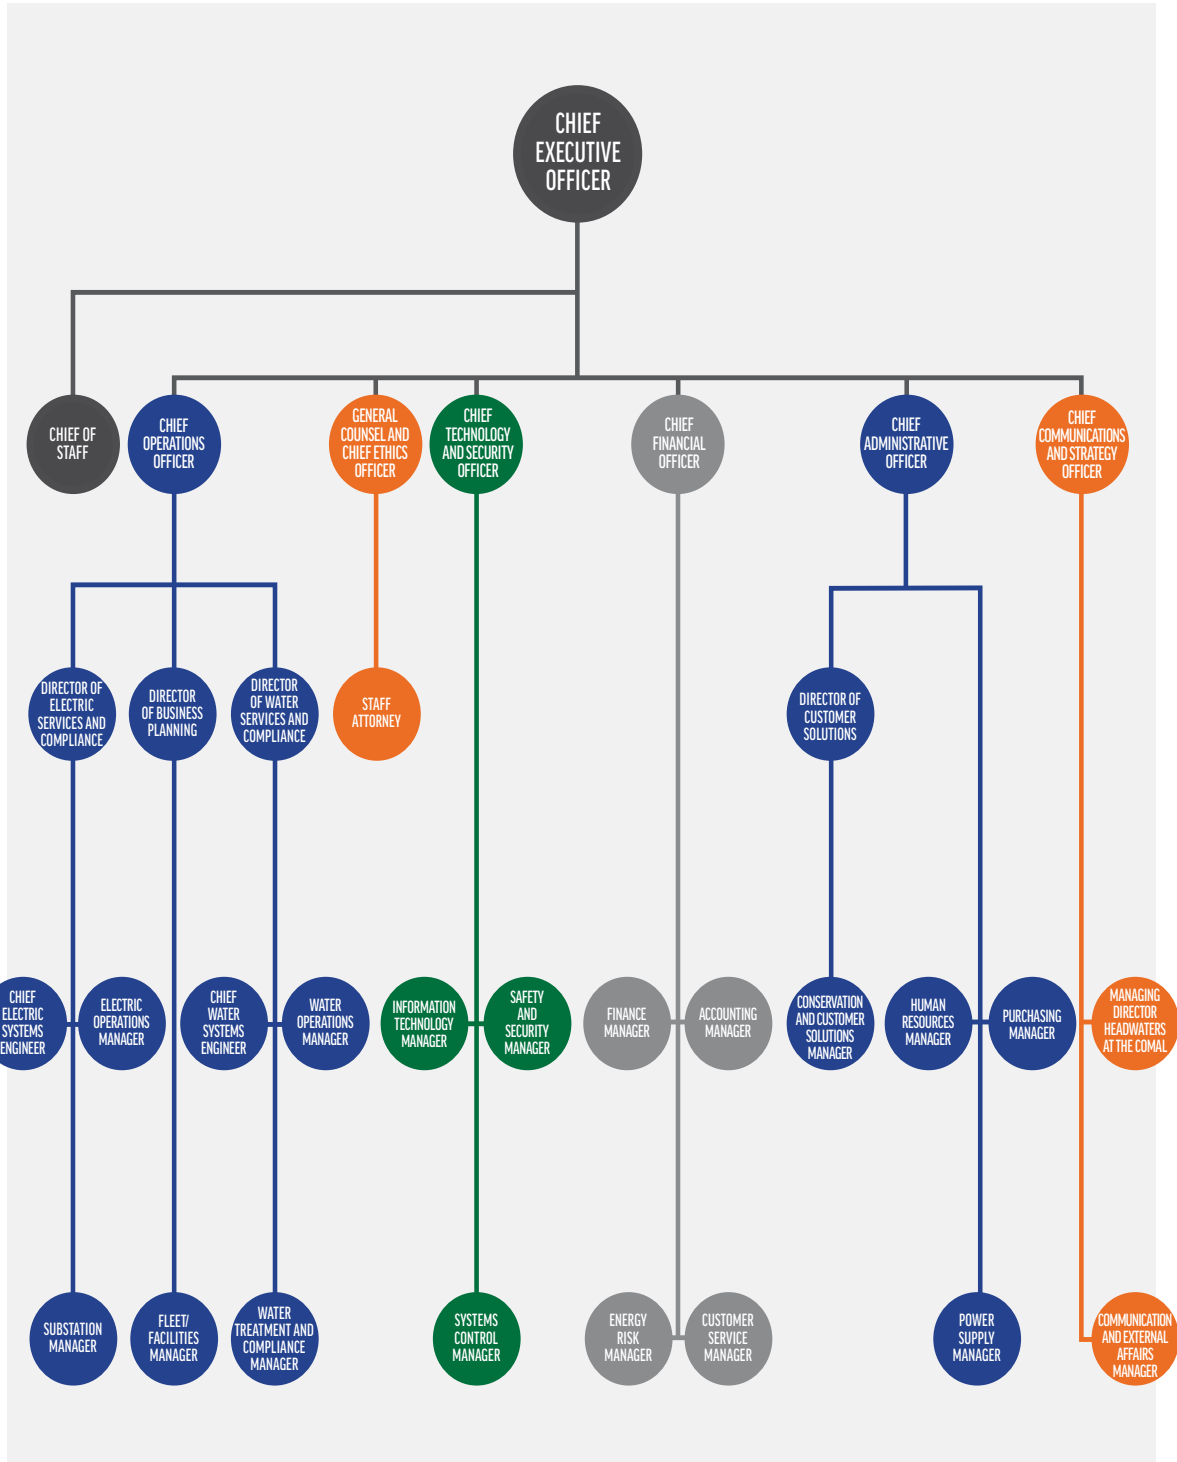 CHIEF
EXECUTIVE
OFFICER
CHIEF OF
STAFF
CHIEF
OPERATIONS
OFFICER
GENERAL
COUNSEL AND
CHIEF ETHICS
OFFICER
CHIEF
TECHNOLOGY
AND SECURITY
OFFICER
CHIEF
FINANCIAL
OFFICER
CHIEF
ADMINISTRATIVE
OFFICER
CHIEF
COMMUNICATIONS
AND STRATEGY
OFFICER
DIRECTOR OF
ELECTRIC
SERVICES AND
COMPLIANCE
DIRECTOR
OF BUSINESS
PLANNING
DIRECTOR
OF WATER
SERVICES AND
COMPLIANCE
STAFF
ATTORNEY
DIRECTOR OF
CUSTOMER
SOLUTIONS
CHIEF
ELECTRIC
SYSTEMS
ENGINEER
ELECTRIC
OPERATIONS
MANAGER
CHIEF
WATER
SYSTEMS
ENGINEER
WATER
OPERATIONS
MANAGER
INFORMATION
TECHNOLOGY
MANAGER
SAFETY
AND
SECURITY
MANAGER
FINANCE
MANAGER
ACCOUNTING
MANAGER
CONSERVATION
AND CUSTOMER
SOLUTIONS
MANAGER
HUMAN
RESOURCES
MANAGER
PURCHASING
MANAGER
MANAGING
DIRECTOR
HEADWATERS
AT THE COMAL
SUBSTATION
MANAGER
FLEET/
FACILITIES
MANAGER
WATER
TREATMENT AND
COMPLIANCE
MANAGER
SYSTEMS
CONTROL
MANAGER
ENERGY
RISK
MANAGER
CUSTOMER
SERVICE
MANAGER
POWER
SUPPLY
MANAGER
COMMUNICATION
AND EXTERNAL
AFFAIRS
MANAGER